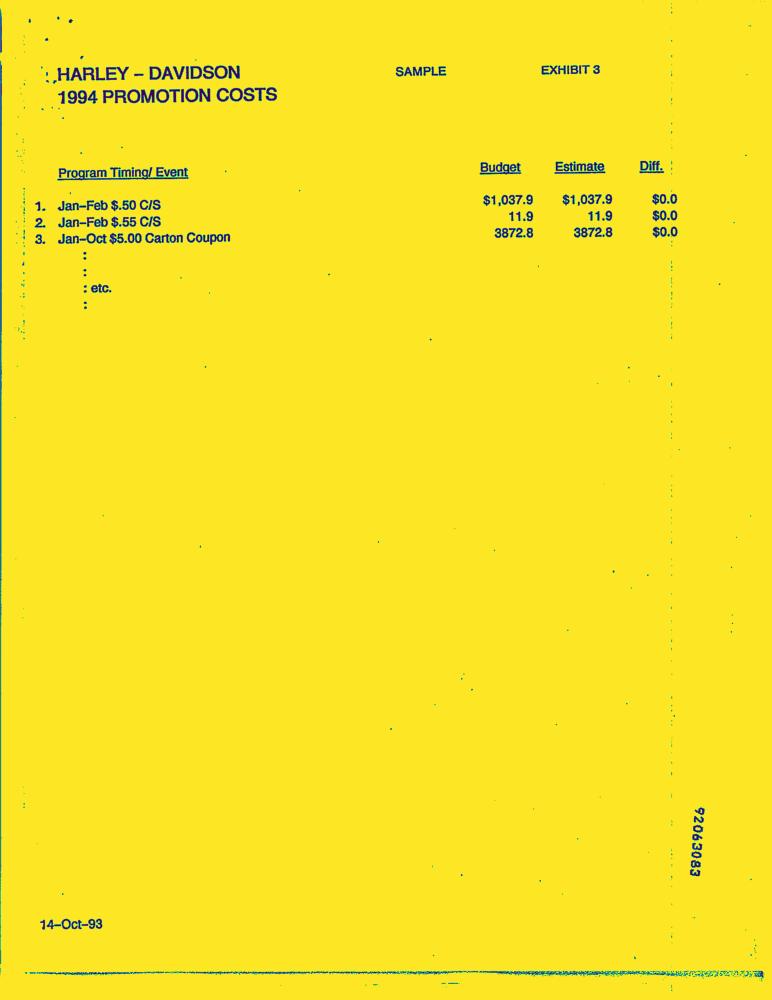 HARLEY – DAVIDSON SAMPLE EXHIBIT 3
1994 PROMOTION COSTS
Program Timing/ Event Budget Estimate Diff.
1. Jan–Feb $.50 C/S $1,037.9 $1,037.9 $0.0
2. Jan–Feb $.55 C/S 11.9 11.9 $0.0
3. Jan–Oct $5.00 Carton Coupon 3872.8 3872.8 $0.0
:
:
: etc.
:
92063083
14–Oct–93